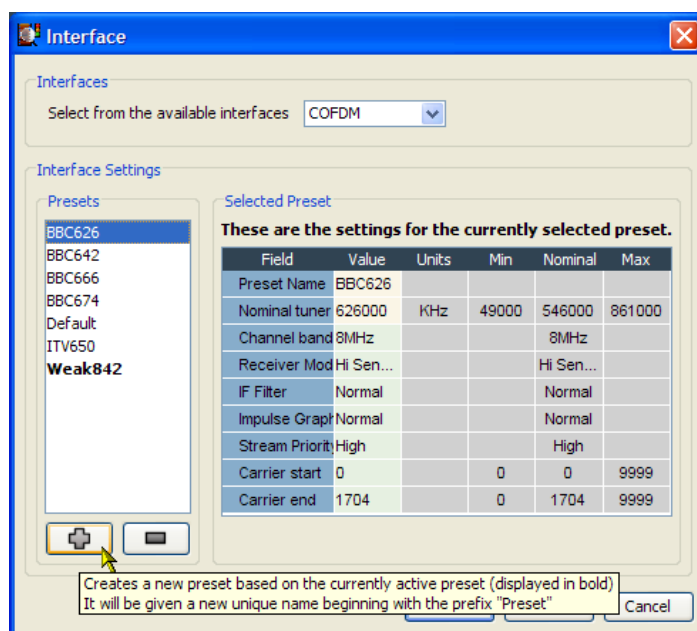 Interface
Interfaces
Select from the available interfaces COFDM
Interface Settings
Presets
BBC626
BBC642
BBC666
BBC674
Default
ITV650
Weak842
Selected Preset
These are the settings for the currently selected preset.
Field Value Units Min Nominal Max
Preset Name BBC626
Nominal tuner 626000 KHz 49000 546000 861000
Channel band 8MHz 8MHz
Receiver Mod Hi Sen... Hi Sen...
IF Filter Normal Normal
Impulse Graph Normal Normal
Stream Priority High High
Carrier start 0 0 0 9999
Carrier end 1704 0 1704 9999
Creates a new preset based on the currently active preset (displayed in bold)
It will be given a new unique name beginning with the prefix "Preset"
Cancel